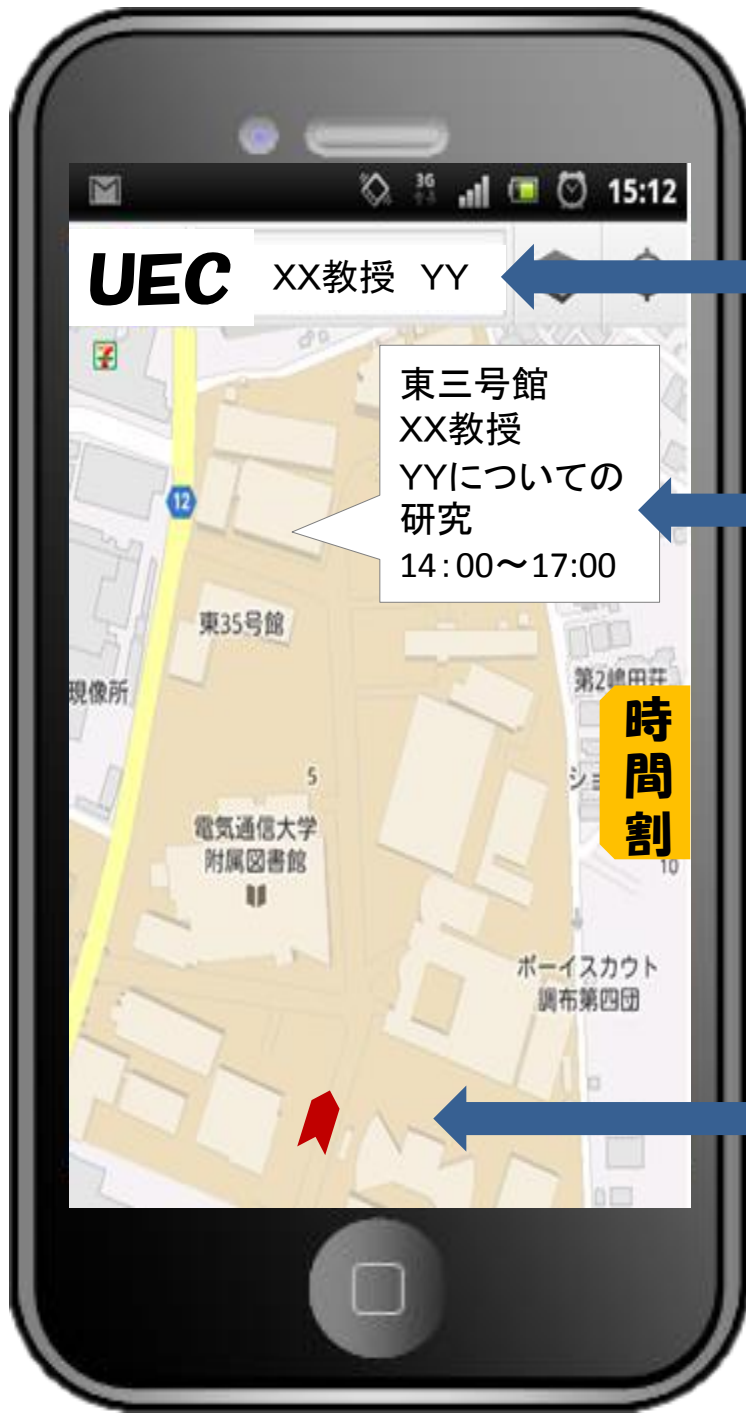 3G
15:12
UEC
XX教授 YY
東三号館
XX教授
YYについての
研究
14:00～17:00
12
東35号館
現像所
第2嶋田荘
時間割
5
ショ
電気通信大学
附属図書館
10
ボーイスカウト
調布第四団